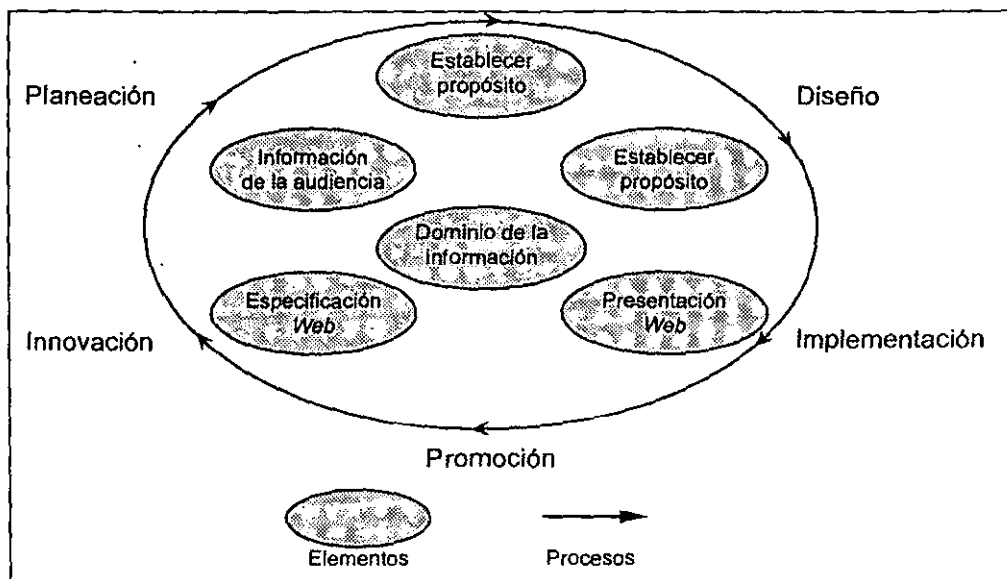 Establecer
propósito
Planeación
Diseño
Información
de la audiencia
Establecer
propósito
Dominio de la
información
Especificación
Web
Presentación
Web
Innovación
Implementación
Promoción
Elementos
Procesos